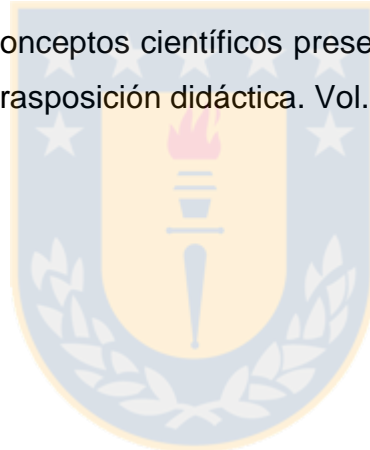 onceptos científicos prese
rasposición didáctica. Vol.